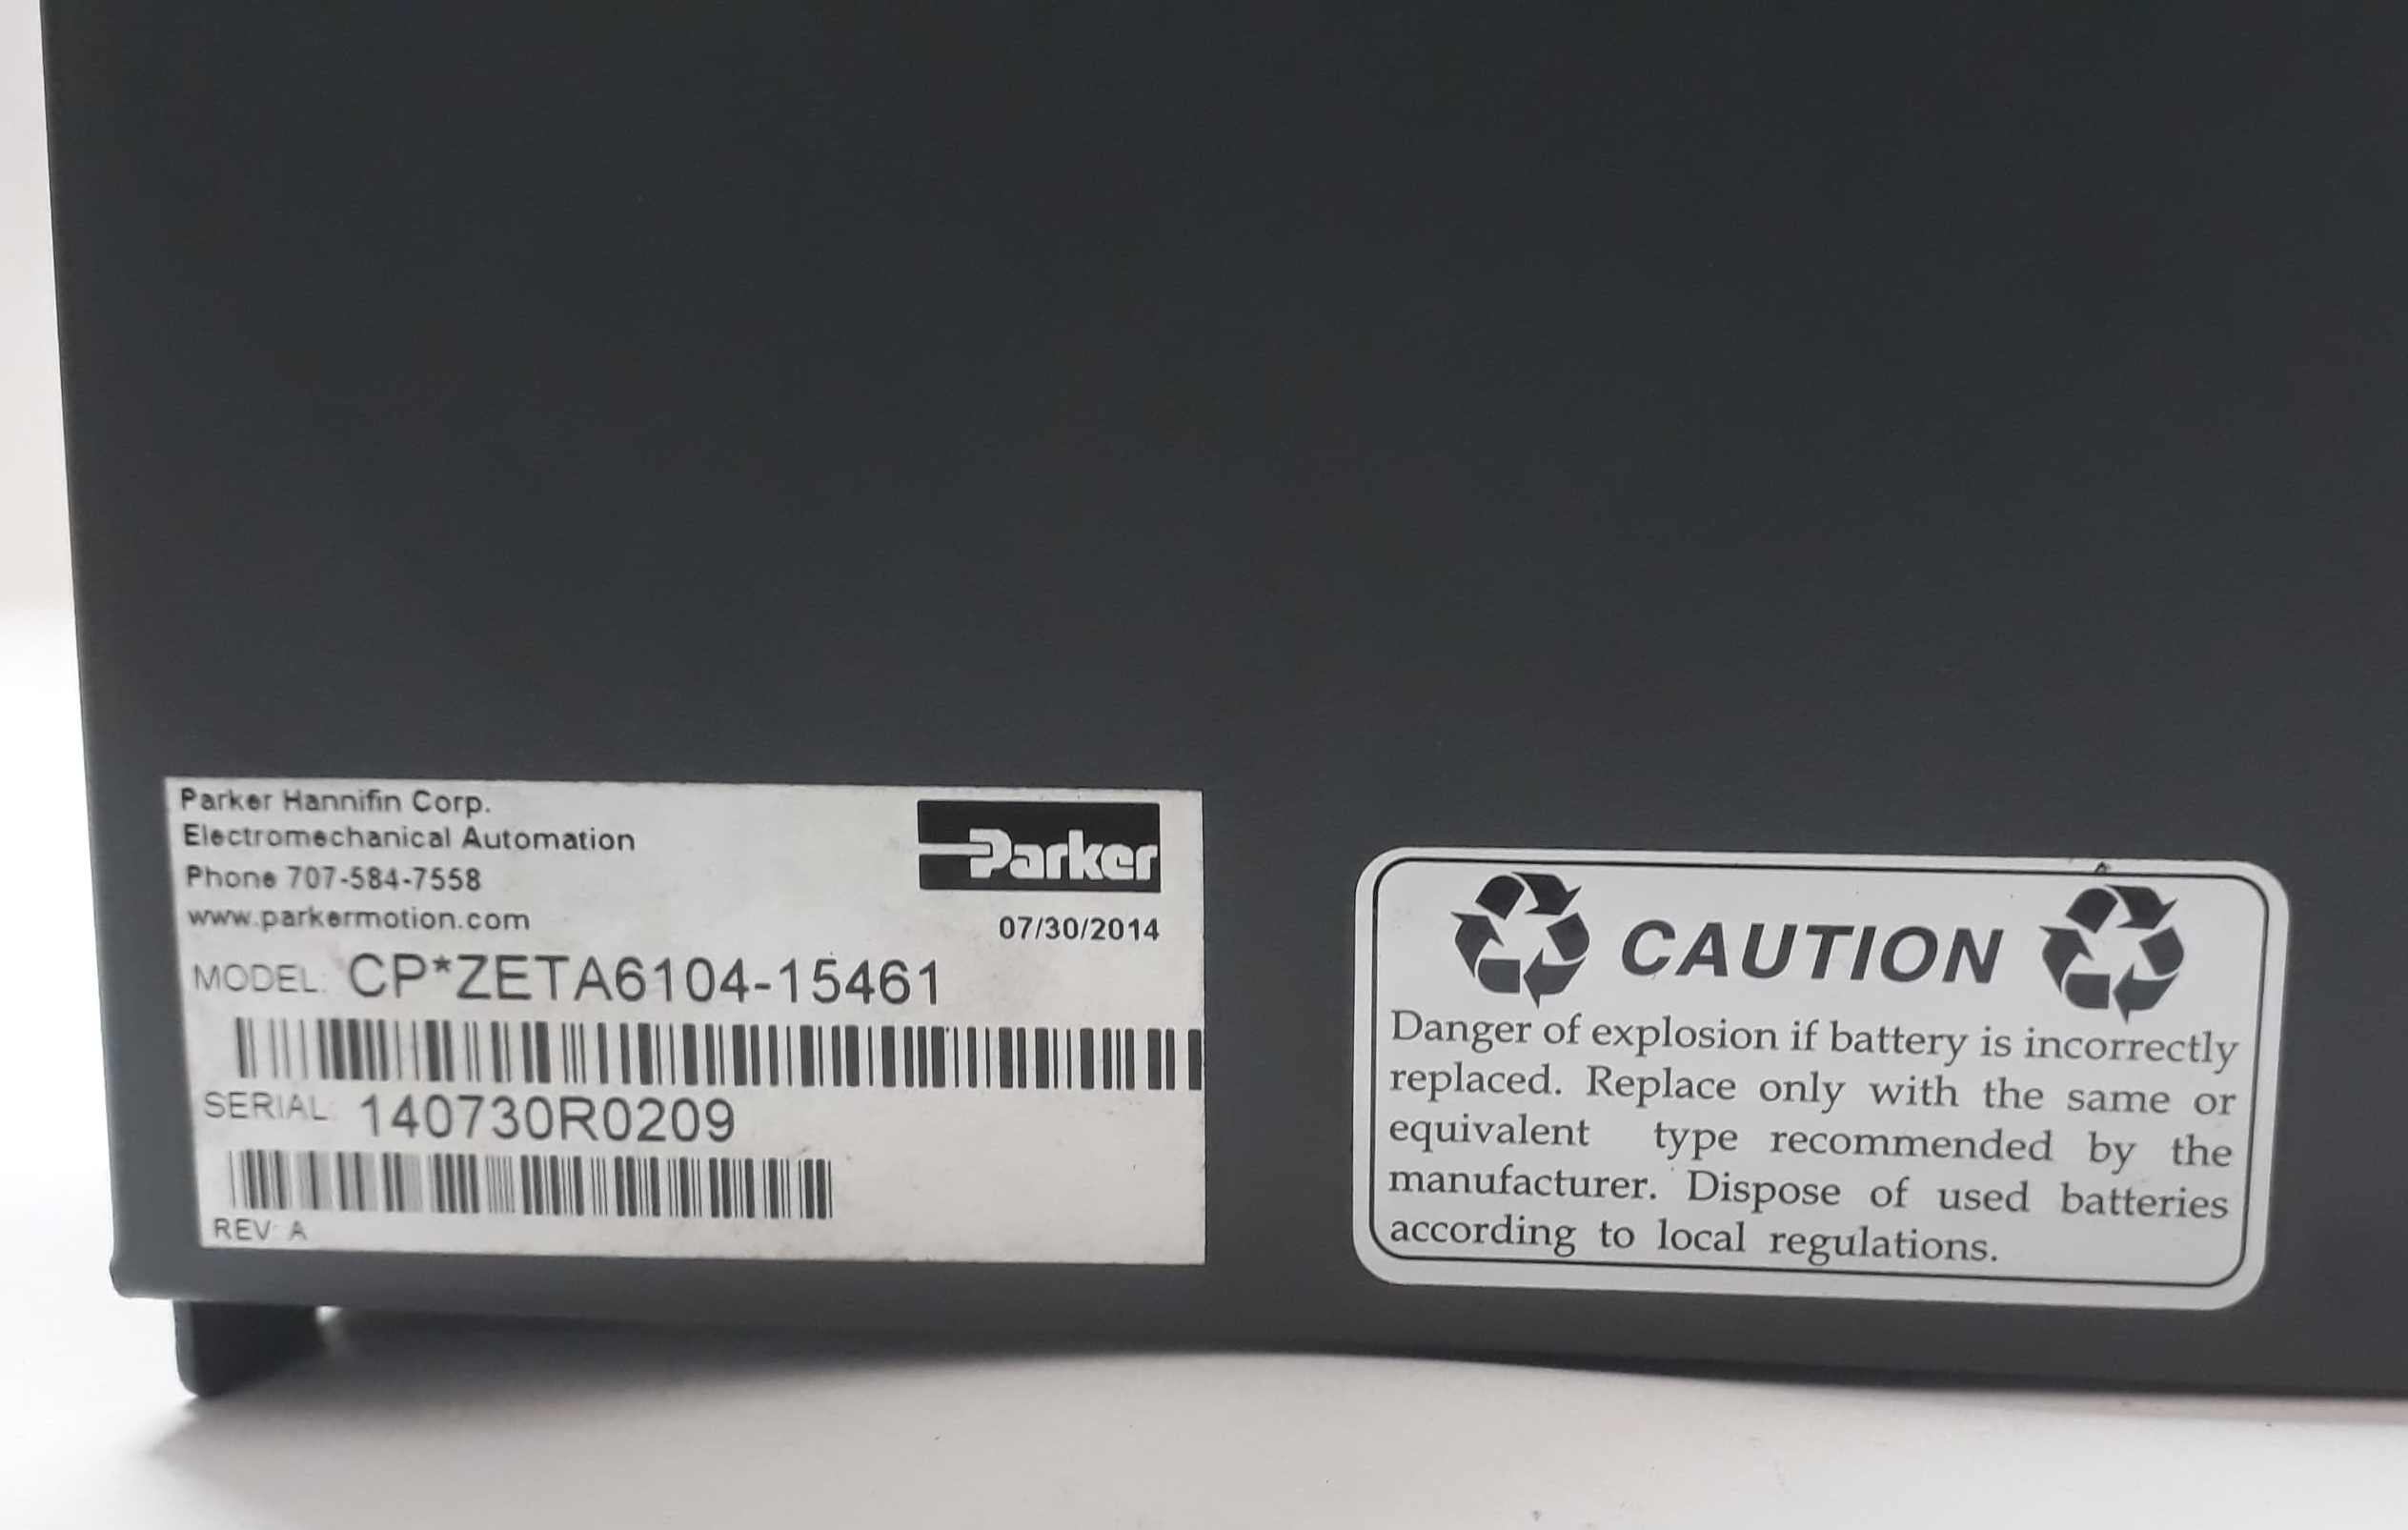 Parker Hannifin Corp.
Electromechanical Automation
Phone 707-584-7558
www.parkermotion.com
Parker
07/30/2014
MODEL: CP*ZETA6104-15461
SERIAL: 140730R0209
REV: A
CAUTION
Danger of explosion if battery is incorrectly
replaced. Replace only with the same or
equivalent type recommended by the
manufacturer. Dispose of used batteries
according to local regulations.